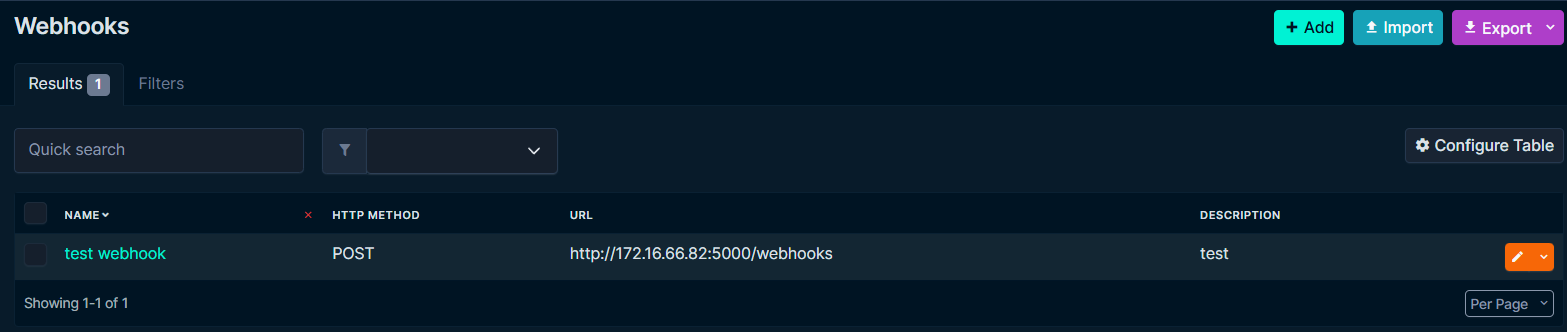 Webhooks
+ Add Import Export
Results 1 Filters
Quick search
Configure Table
NAME HTTP METHOD URL DESCRIPTION
test webhook POST http://172.16.66.82:5000/webhooks test
Showing 1-1 of 1 Per Page